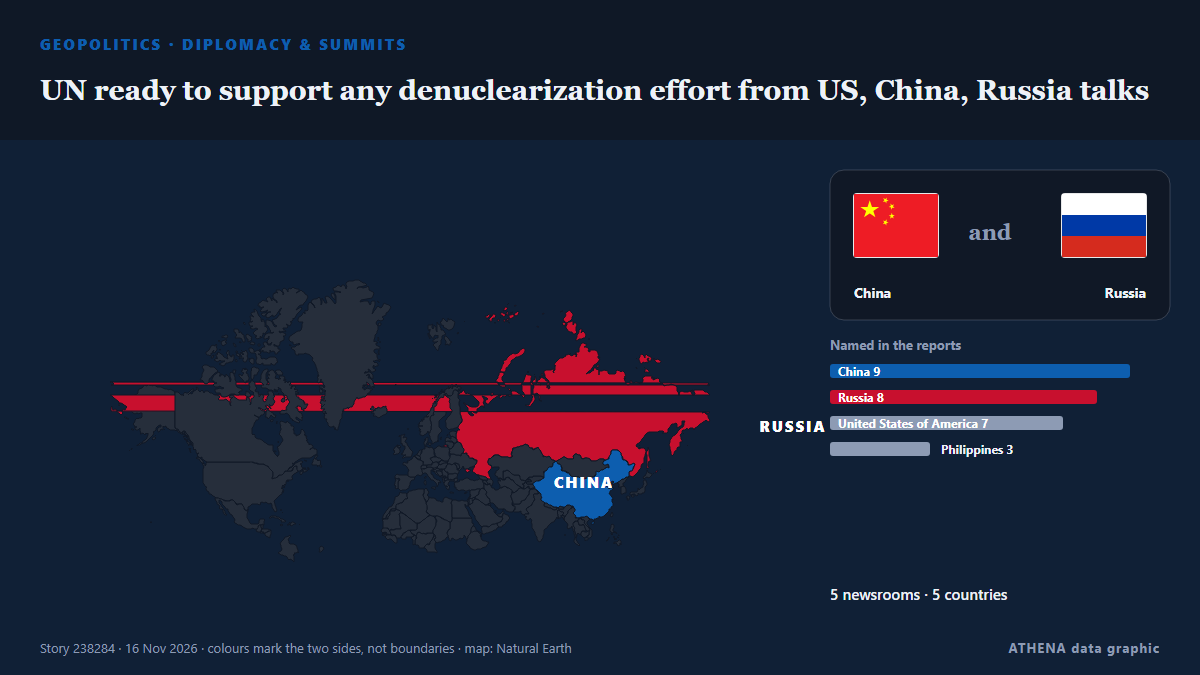 GEOPOLITICS · DIPLOMACY & SUMMITS
UN ready to support any denuclearization effort from US, China, Russia talks
and
China
Russia
Named in the reports
China 9
Russia 8
United States of America 7
Philippines 3
RUSSIA
CHINA
5 newsrooms · 5 countries
Story 238284 · 16 Nov 2026 · colours mark the two sides, not boundaries · map: Natural Earth
ATHENA data graphic